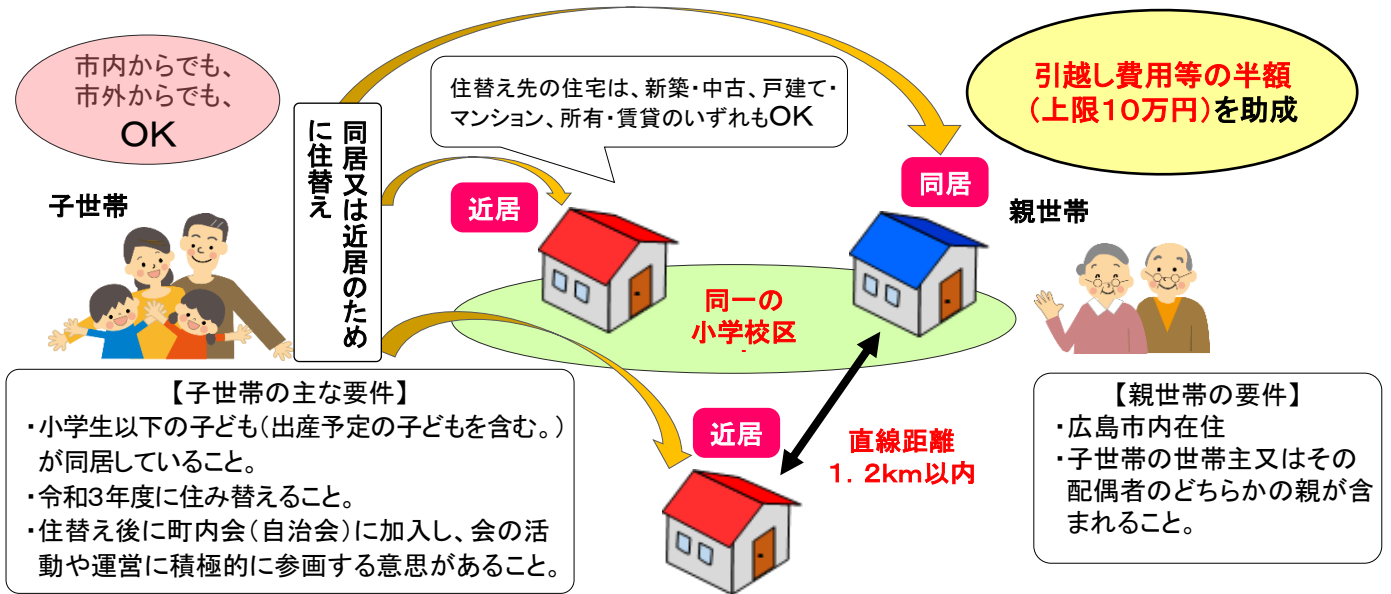 市内からでも、
市外からでも、
OK
子世帯
同居又は近居のため
に住替え
住替え先の住宅は、新築・中古、戸建て・
マンション、所有・賃貸のいずれもOK
引越し費用等の半額
(上限10万円)を助成
近居
同居
親世帯
同一の
小学校区
近居
直線距離
1.2km以内
【子世帯の主な要件】
・小学生以下の子ども(出産予定の子どもを含む。)
が同居していること。
・令和3年度に住み替えること。
・住替え後に町内会(自治会)に加入し、会の活
動や運営に積極的に参画する意思があること。
【親世帯の要件】
・広島市内在住
・子世帯の世帯主又はその
配偶者のどちらかの親が含
まれること。